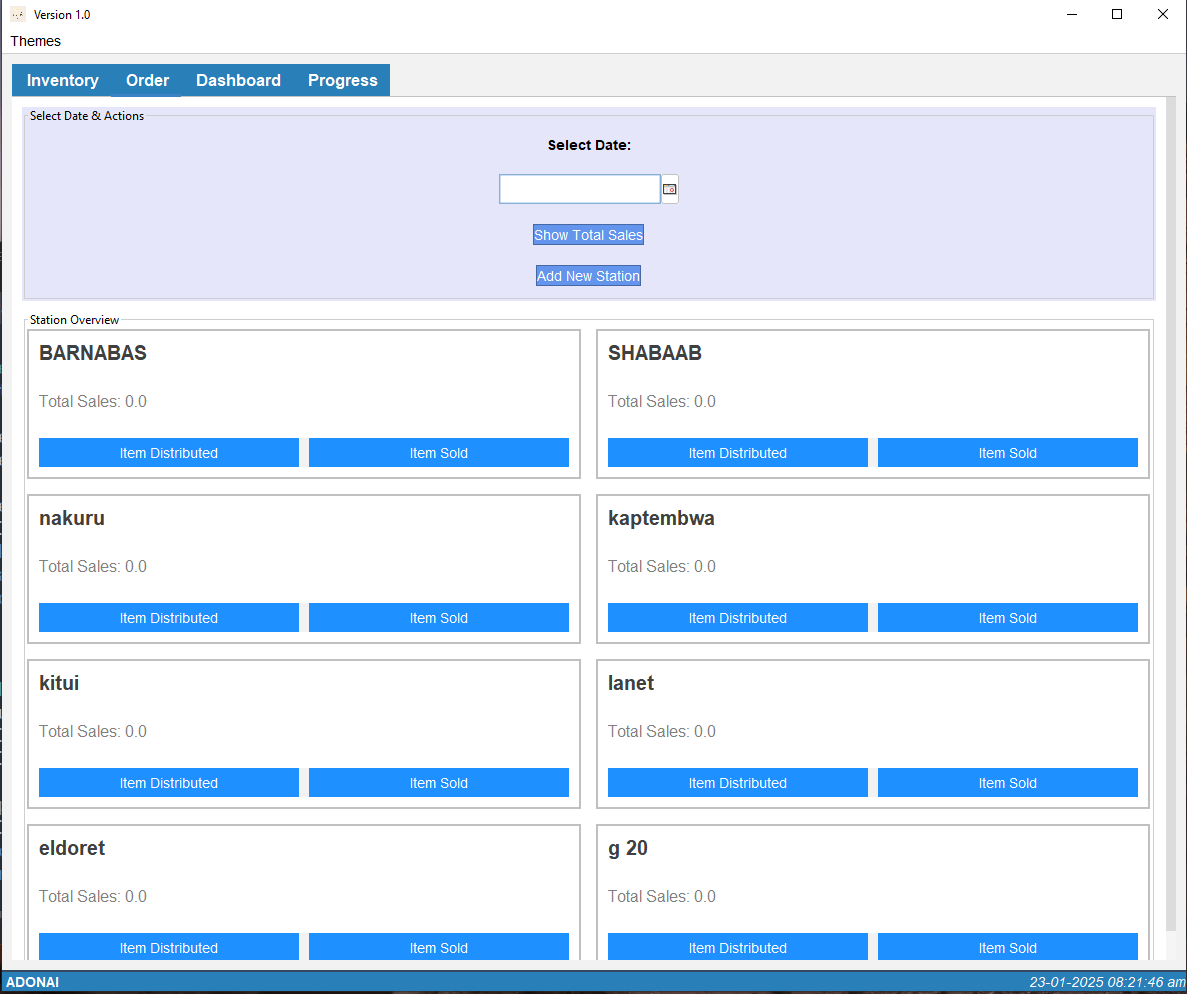 Version 1.0
Themes
Inventory Order Dashboard Progress
Select Date & Actions
Select Date:
Show Total Sales
Add New Station
Station Overview
BARNABAS SHABAAB
Total Sales: 0.0 Total Sales: 0.0
Item Distributed Item Sold Item Distributed Item Sold
nakuru kaptembwa
Total Sales: 0.0 Total Sales: 0.0
Item Distributed Item Sold Item Distributed Item Sold
kitui lanet
Total Sales: 0.0 Total Sales: 0.0
Item Distributed Item Sold Item Distributed Item Sold
eldoret g 20
Total Sales: 0.0 Total Sales: 0.0
Item Distributed Item Sold Item Distributed Item Sold
ADONAI 23-01-2025 08:21:46 am